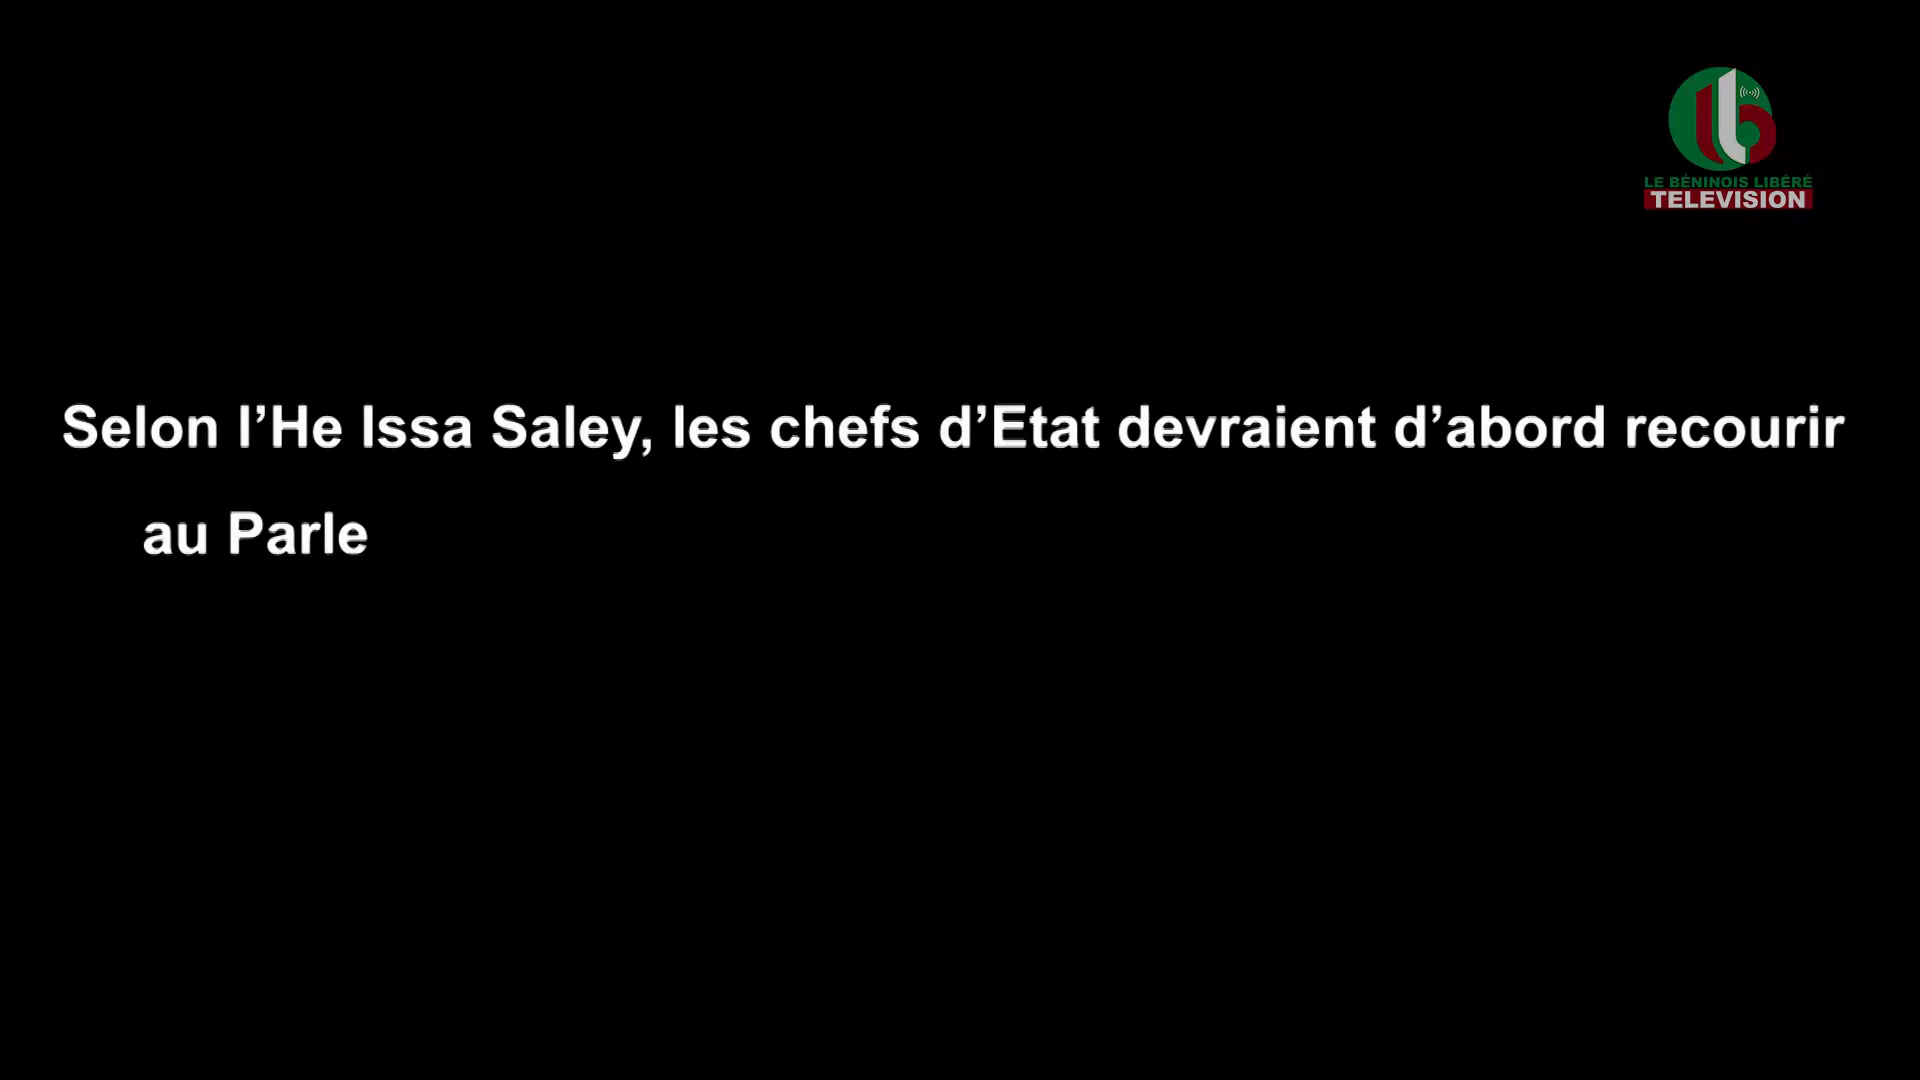 LE BÉNINOIS LIBÉRÉ
TELEVISION
Selon l’He Issa Saley, les chefs d’Etat devraient d’abord recourir
au Parle